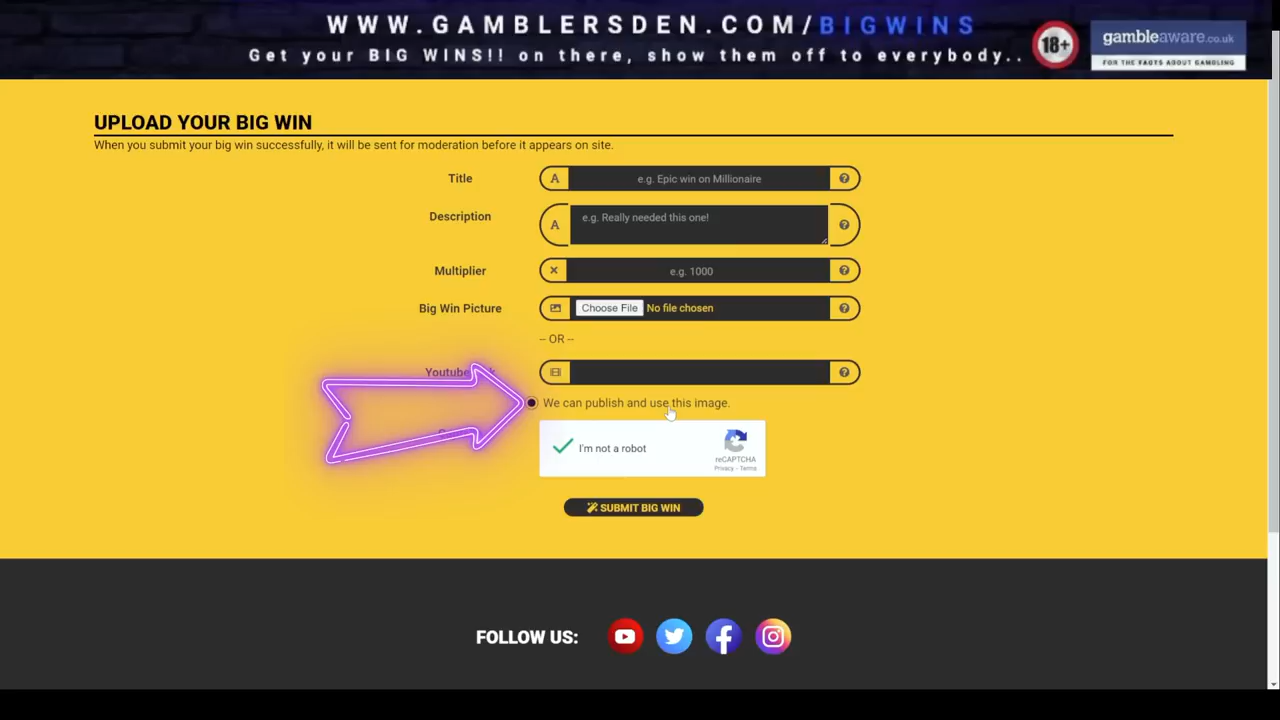 WWW.GAMBLERSDEN.COM/BIGWINS
Get your BIG WINS!! on there, show them off to everybody..
18+
gambleaware.co.uk
FOR THE FACTS ABOUT GAMBLING
UPLOAD YOUR BIG WIN
When you submit your big win successfully, it will be sent for moderation before it appears on site.
Title
A
e.g. Epic win on Millionaire
Description
A
e.g. Really needed this one!
Multiplier
e.g. 1000
Big Win Picture
Choose File No file chosen
-- OR --
Youtube
We can publish and use this image.
I'm not a robot
reCAPTCHA
Privacy - Terms
SUBMIT BIG WIN
FOLLOW US: